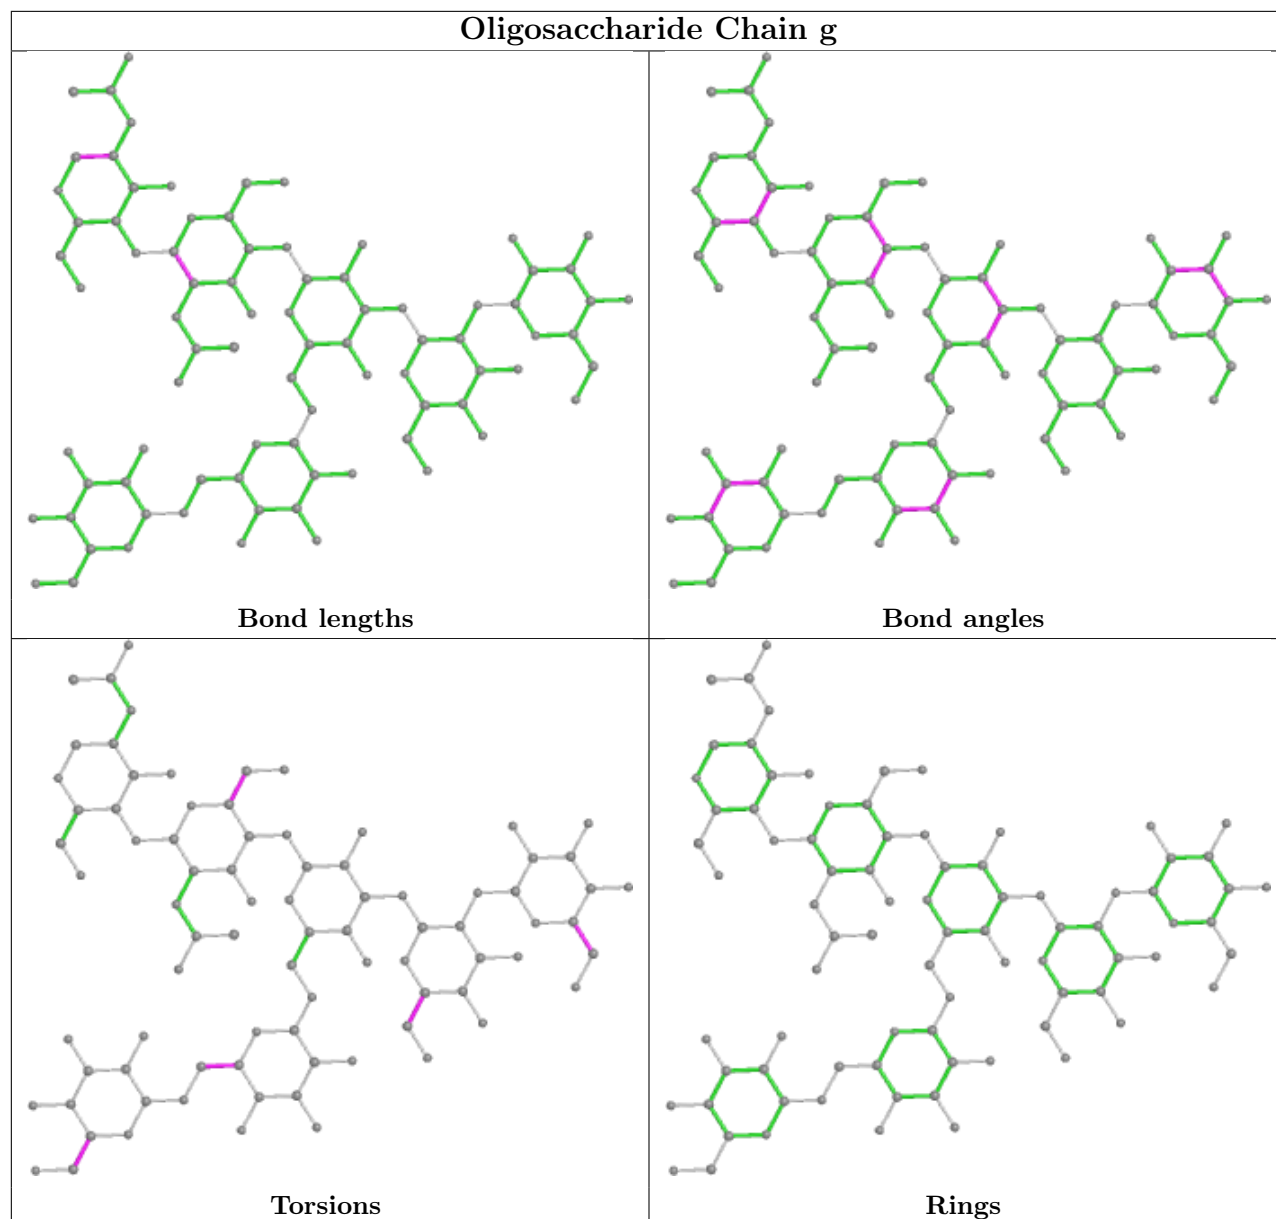 Oligosaccharide Chain g
Bond lengths
Bond angles
Torsions
Rings